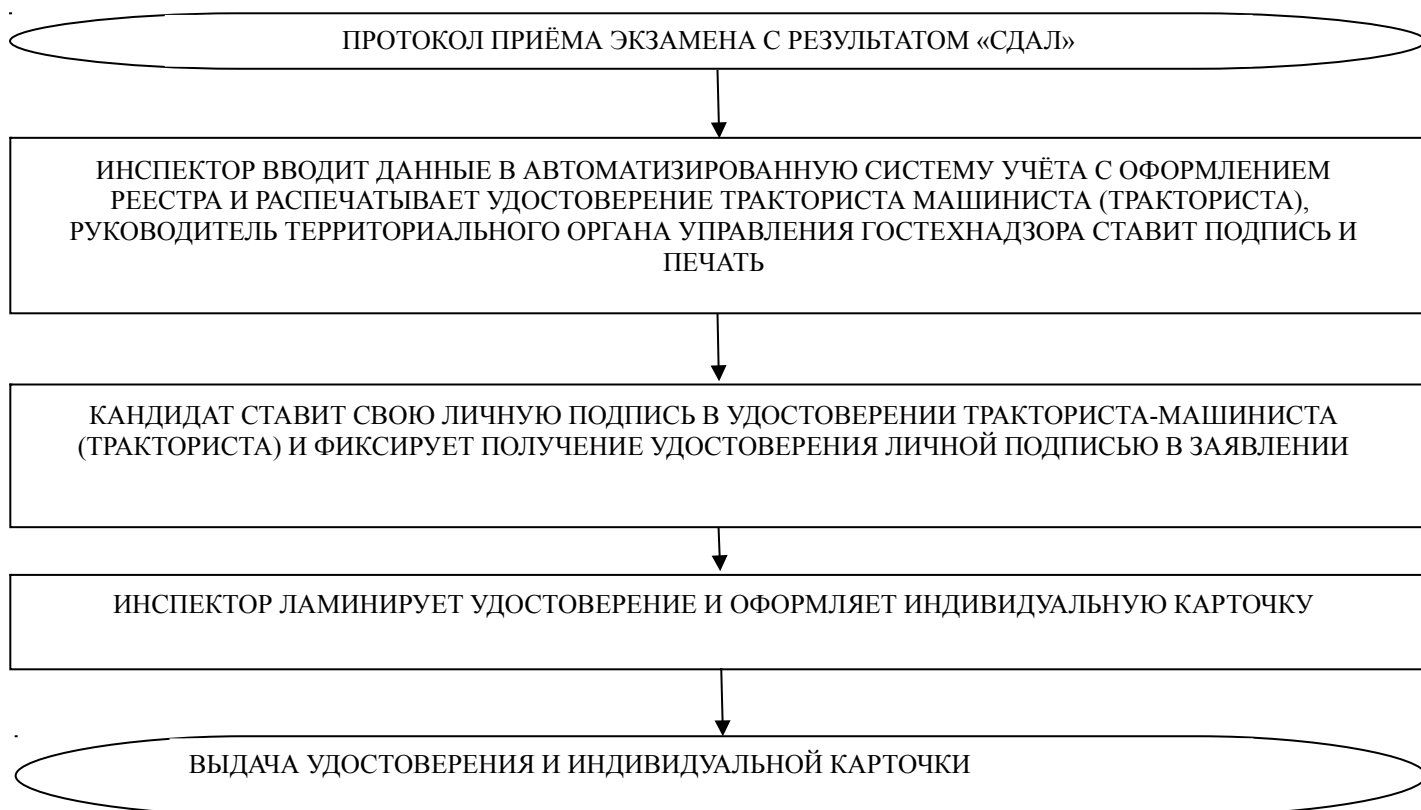 ПРОТОКОЛ ПРИЁМА ЭКЗАМЕНА С РЕЗУЛЬТАТОМ «СДАЛ»
ИНСПЕКТОР ВВОДИТ ДАННЫЕ В АВТОМАТИЗИРОВАННУЮ СИСТЕМУ УЧЁТА С ОФОРМЛЕНИЕМ
РЕЕСТРА И РАСПЕЧАТЫВАЕТ УДОСТОВЕРЕНИЕ ТРАКТОРИСТА МАШИНИСТА (ТРАКТОРИСТА),
РУКОВОДИТЕЛЬ ТЕРРИТОРИАЛЬНОГО ОРГАНА УПРАВЛЕНИЯ ГОСТЕХНАДЗОРА СТАВИТ ПОДПИСЬ И
ПЕЧАТЬ
КАНДИДАТ СТАВИТ СВОЮ ЛИЧНУЮ ПОДПИСЬ В УДОСТОВЕРЕНИИ ТРАКТОРИСТА-МАШИНИСТА
(ТРАКТОРИСТА) И ФИКСИРУЕТ ПОЛУЧЕНИЕ УДОСТОВЕРЕНИЯ ЛИЧНОЙ ПОДПИСЬЮ В ЗАЯВЛЕНИИ
ИНСПЕКТОР ЛАМИНИРУЕТ УДОСТОВЕРЕНИЕ И ОФОРМЛЯЕТ ИНДИВИДУАЛЬНУЮ КАРТОЧКУ
ВЫДАЧА УДОСТОВЕРЕНИЯ И ИНДИВИДУАЛЬНОЙ КАРТОЧКИ